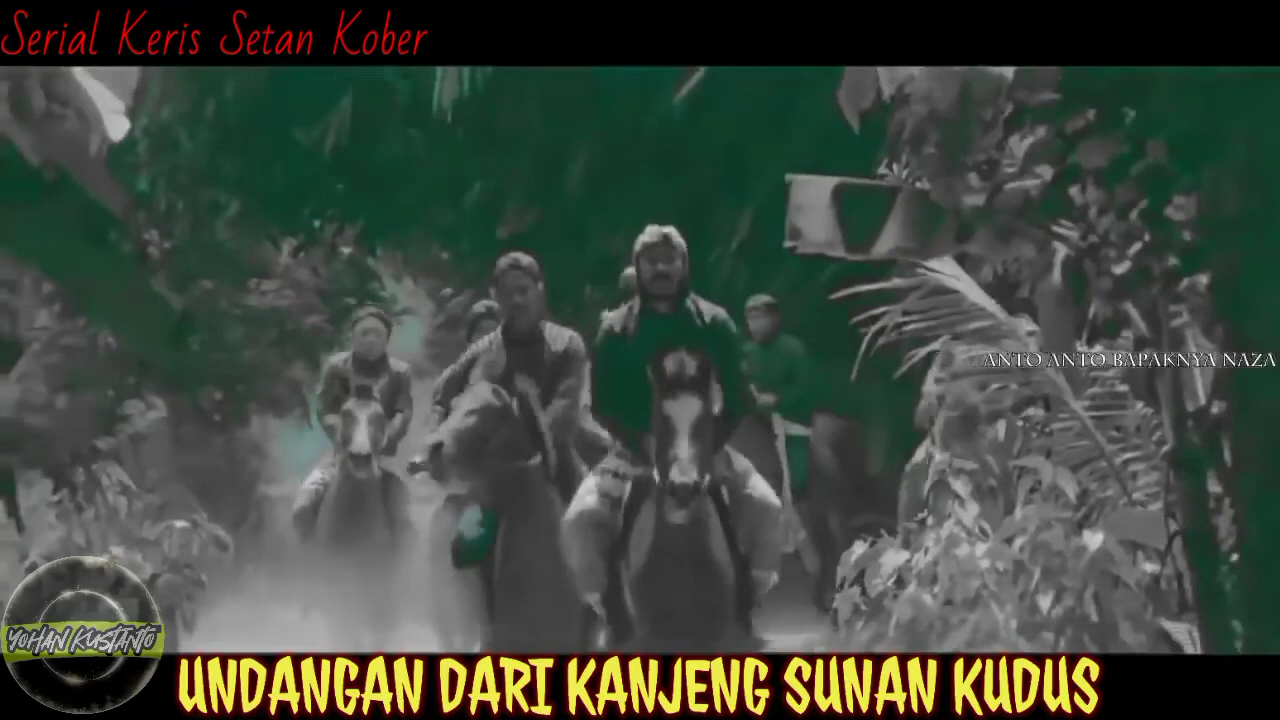 Serial Keris Setan Kober
ANTO ANTO BAPAKNYA NAZA
YOHAN KUSTANTO
UNDANGAN DARI KANJENG SUNAN KUDUS